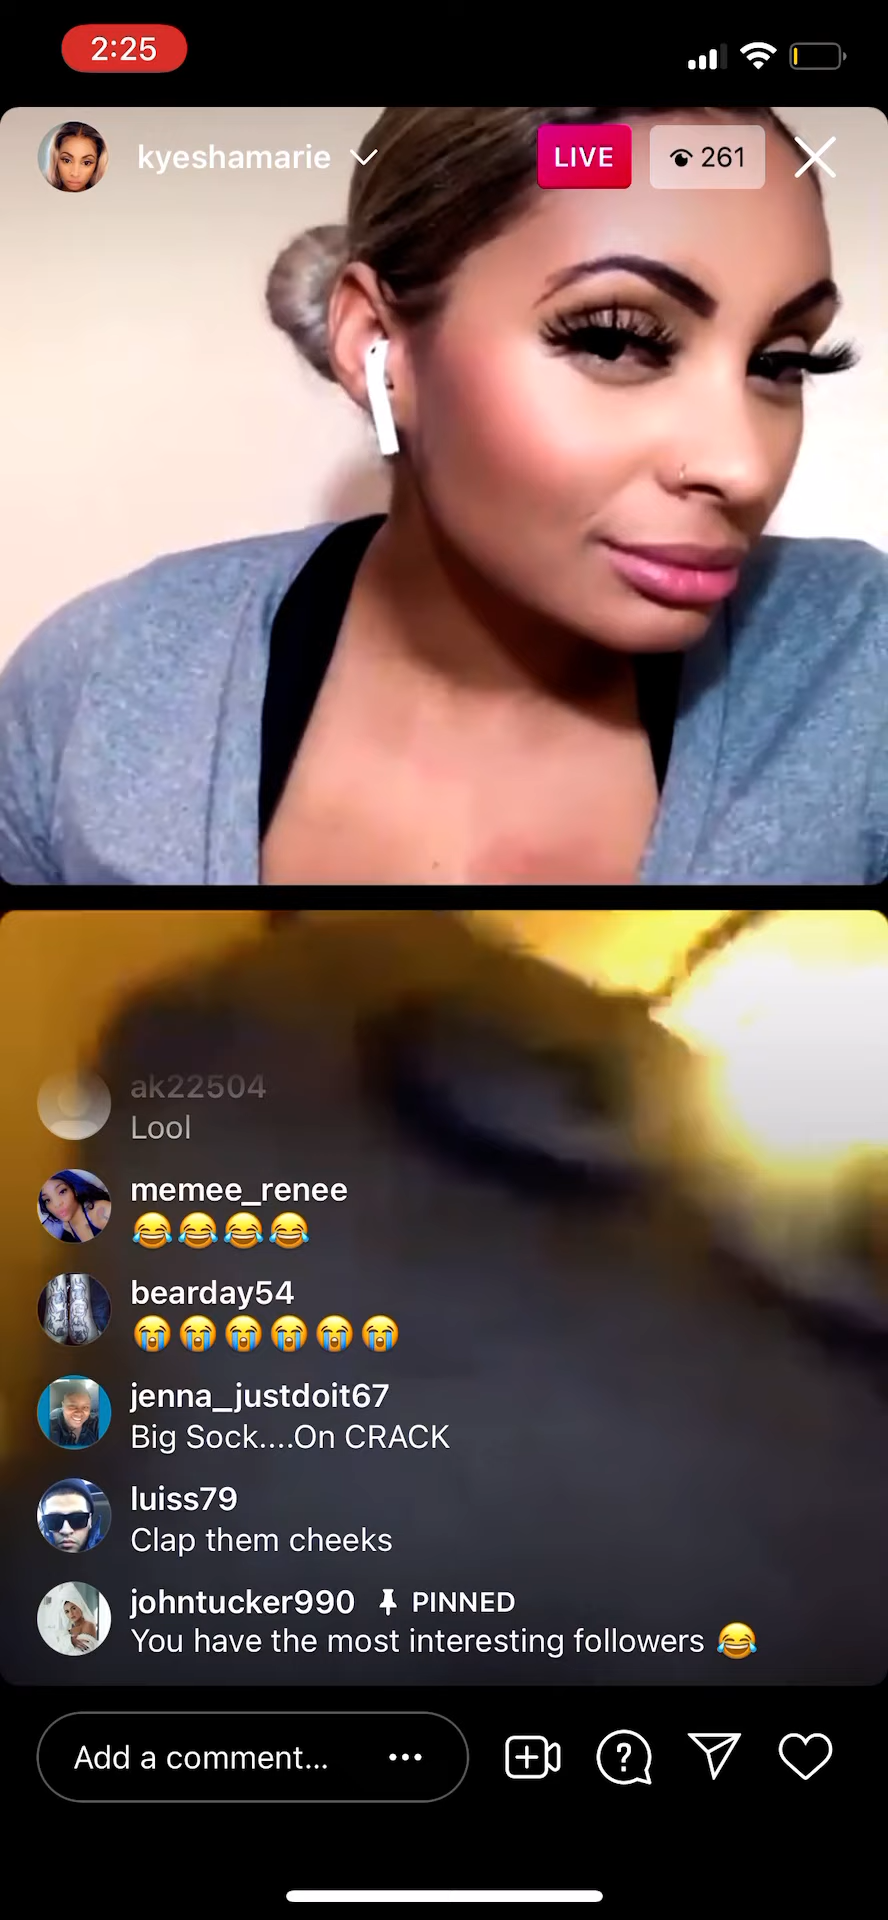 2:25
kyeshamarie
LIVE 261
ak22504
Lool
memee_renee
😂😂😂😂
bearday54
😭😭😭😭😭😭
jenna_justdoit67
Big Sock....On CRACK
luiss79
Clap them cheeks
johntucker990 PINNED
You have the most interesting followers 😂
Add a comment...